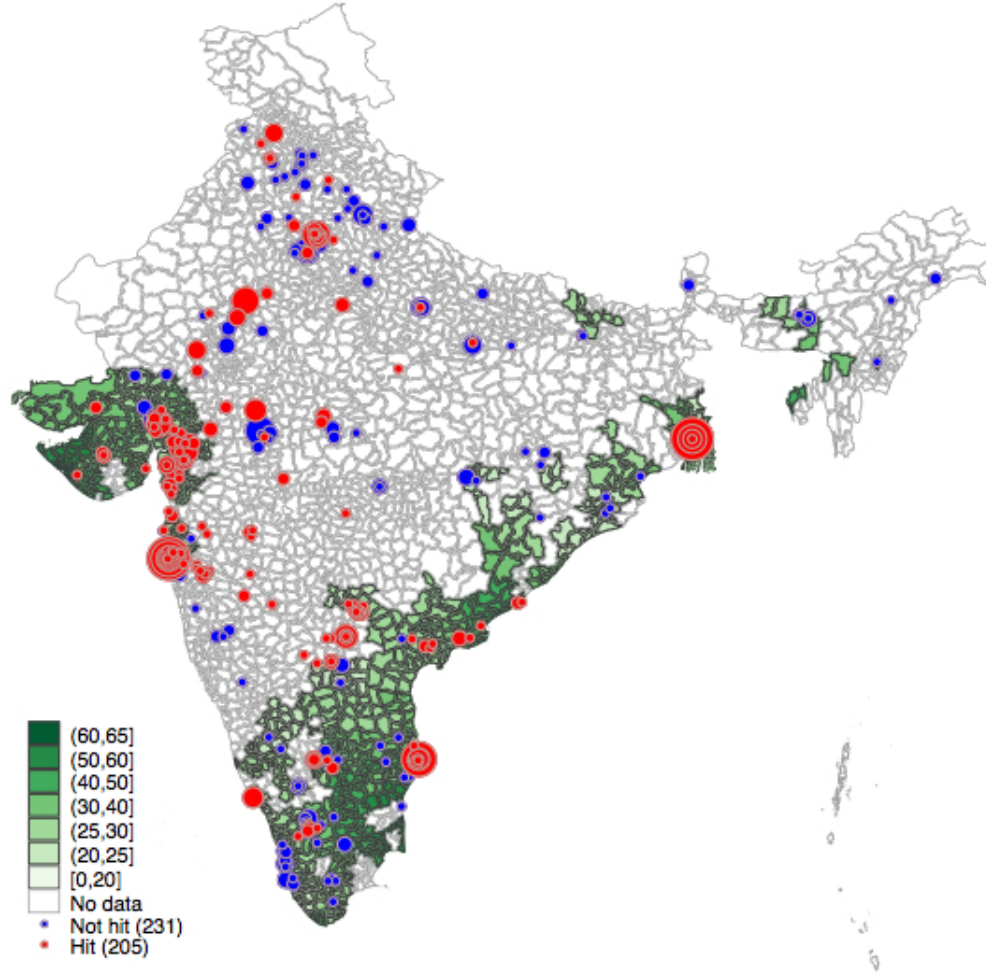 (60,65]
(50,60]
(40,50]
(30,40]
(25,30]
(20,25]
[0,20]
No data
Not hit (231)
Hit (205)